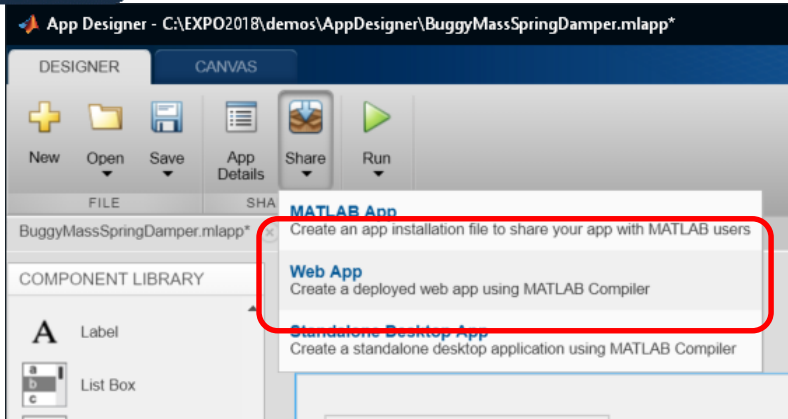 App Designer - C:\EXPO2018\demos\AppDesigner\BuggyMassSpringDamper.mlapp*
DESIGNER CANVAS
New Open Save App Details Share Run
FILE SHA
MATLAB App
Create an app installation file to share your app with MATLAB users
BuggyMassSpringDamper.mlapp*
Web App
Create a deployed web app using MATLAB Compiler
COMPONENT LIBRARY
Standalone Desktop App
Create a standalone desktop application using MATLAB Compiler
A Label
a
b
c
List Box